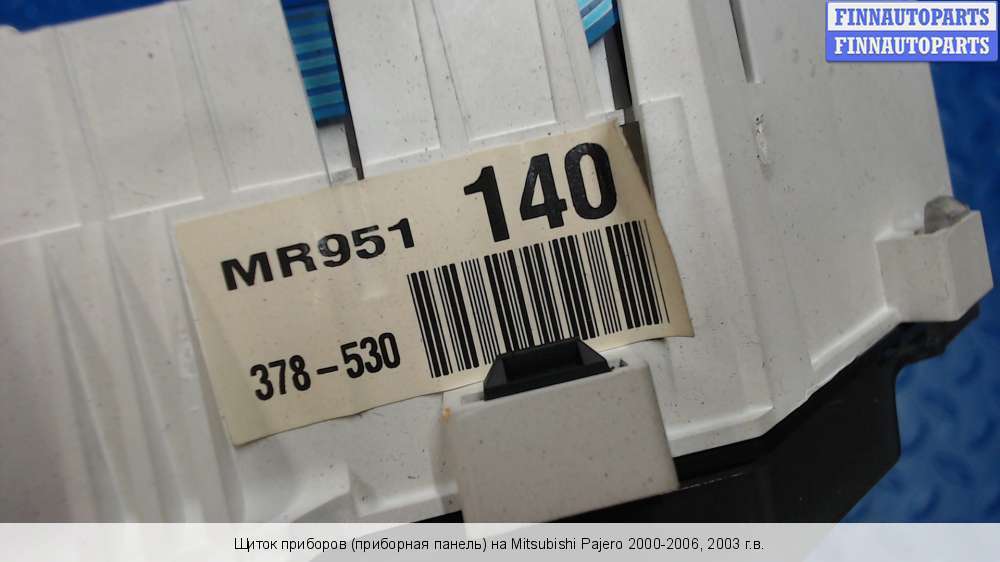 FINNAUTOPARTS
FINNAUTOPARTS
MR951 140
378-530
Щиток приборов (приборная панель) на Mitsubishi Pajero 2000-2006, 2003 г.в.